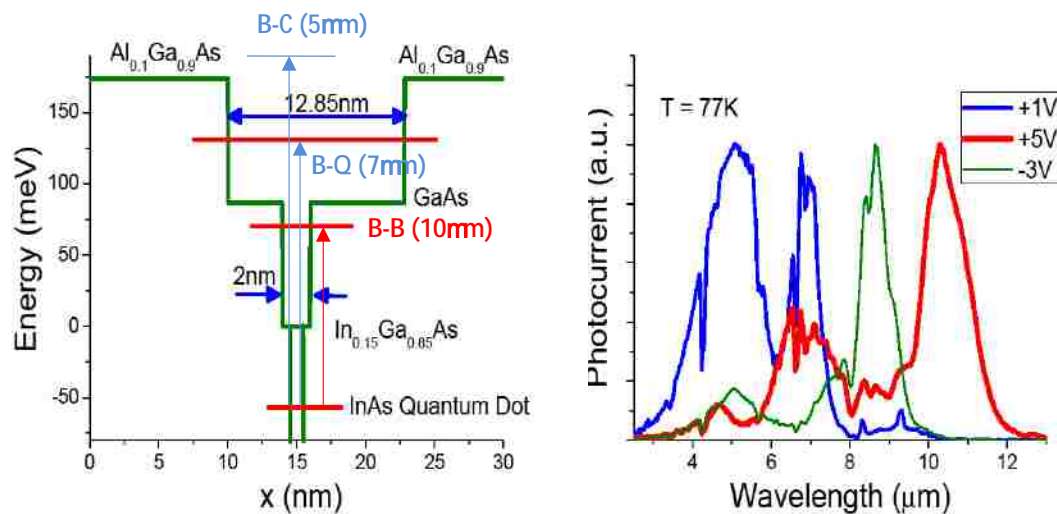 B-C (5mm)
Al0.1Ga0.9As
Al0.1Ga0.9As
12.85nm
B-Q (7mm)
GaAs
B-B (10mm)
2nm
In0.15Ga0.85As
InAs Quantum Dot
Energy (meV)
150
100
50
0
-50
0 5 10 15 20 25 30
x (nm)
T = 77K
+1V
+5V
-3V
Photocurrent (a.u.)
4 6 8 10 12
Wavelength (μm)